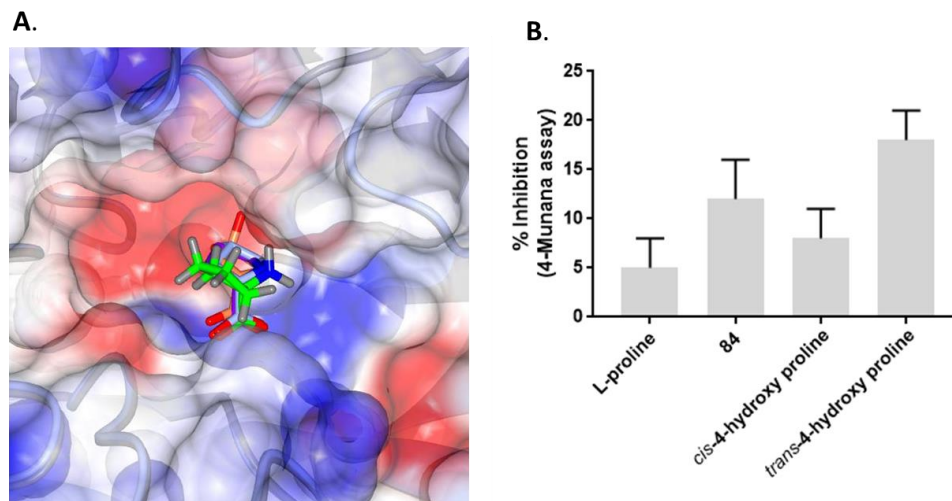 A.
B.
% Inhibition
(4-Munana assay)
25
20
15
10
5
0
L-proline
84
cis-4-hydroxy proline
trans-4-hydroxy proline